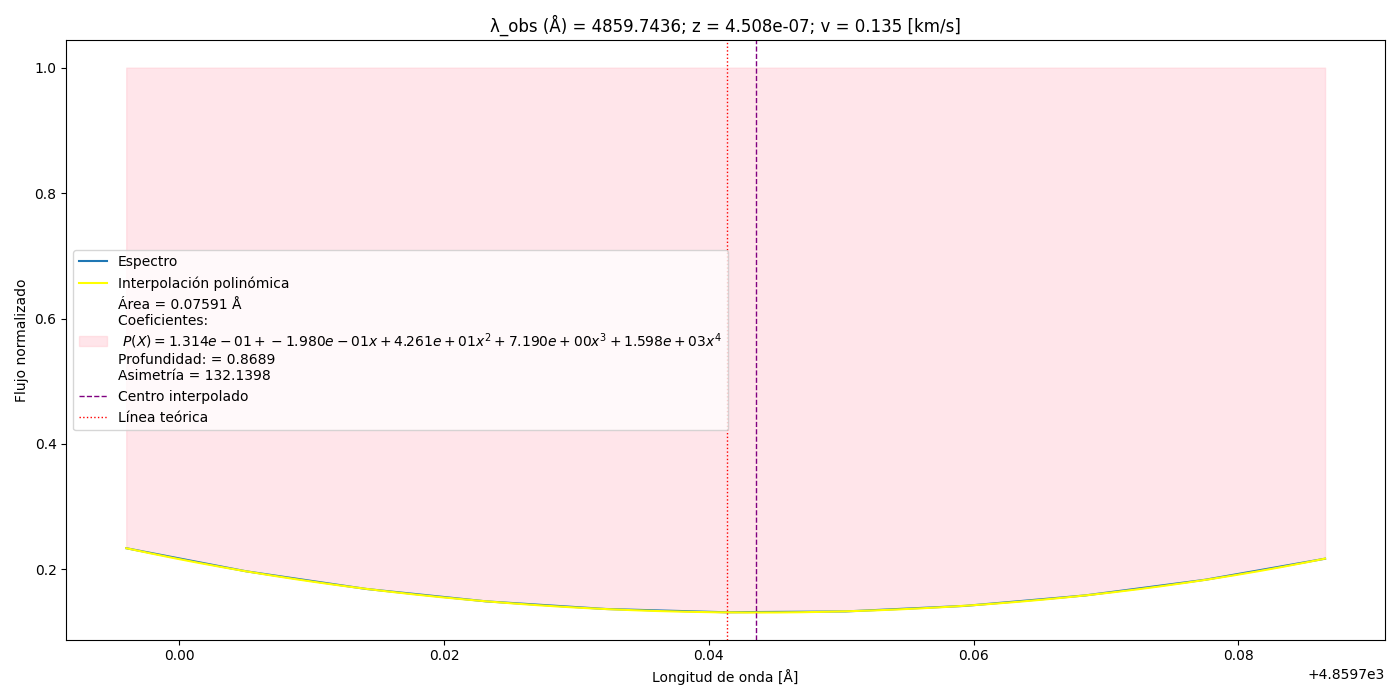 λ_obs (Å) = 4859.7436; z = 4.508e-07; v = 0.135 [km/s]
Flujo normalizado
1.0
0.8
0.6
0.4
0.2
Espectro
Interpolación polinómica
Área = 0.07591 Å
Coeficientes:
P(X) = 1.314e − 01 + −1.980e − 01x + 4.261e + 01x² + 7.190e + 00x³ + 1.598e + 03x⁴
Profundidad: = 0.8689
Asimetría = 132.1398
Centro interpolado
Línea teórica
0.00 0.02 0.04 0.06 0.08
+4.8597e3
Longitud de onda [Å]